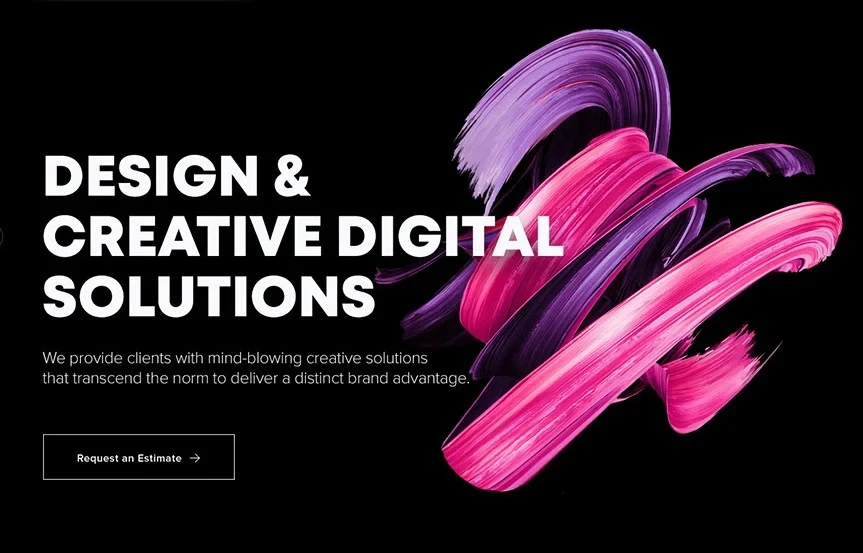 DESIGN &
CREATIVE DIGITAL
SOLUTIONS
We provide clients with mind-blowing creative solutions
that transcend the norm to deliver a distinct brand advantage.
Request an Estimate →